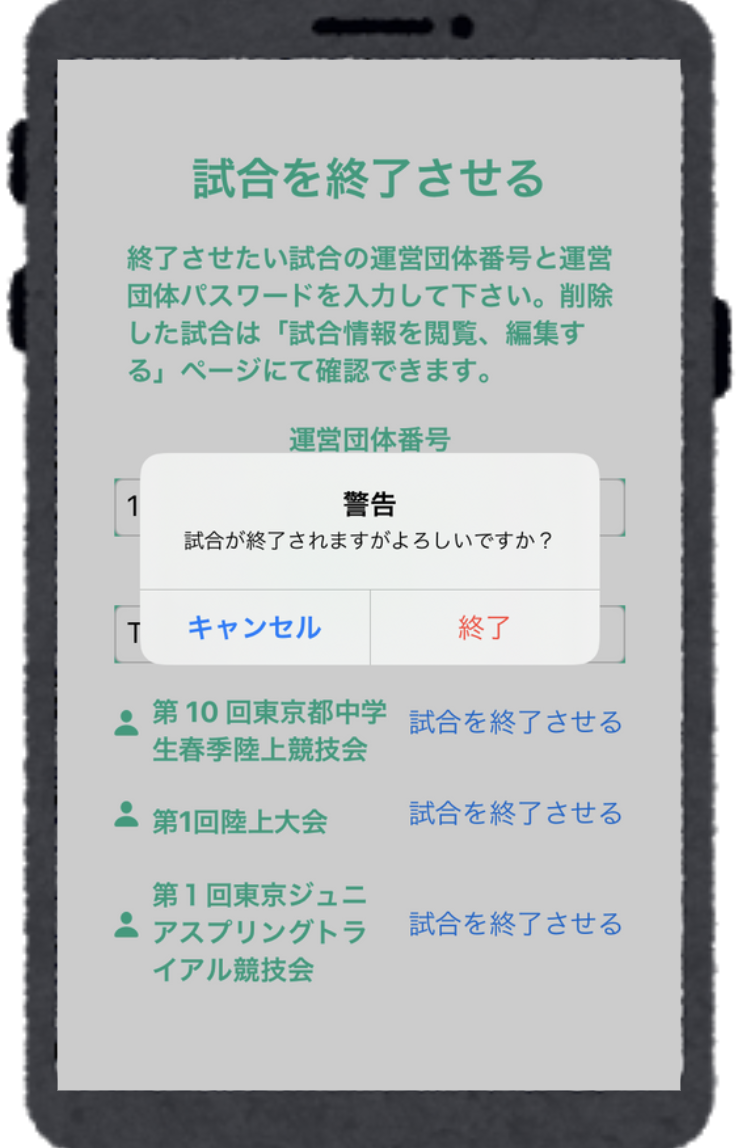 試合を終了させる
終了させたい試合の運営団体番号と運営
団体パスワードを入力して下さい。削除
した試合は「試合情報を閲覧、編集す
る」ページにて確認できます。
運営団体番号
1
警告
試合が終了されますがよろしいですか？
キャンセル
終了
T
第 10 回東京都中学
生春季陸上競技会
試合を終了させる
第1回陸上大会
試合を終了させる
第１回東京ジュニ
アスプリングトラ
イアル競技会
試合を終了させる